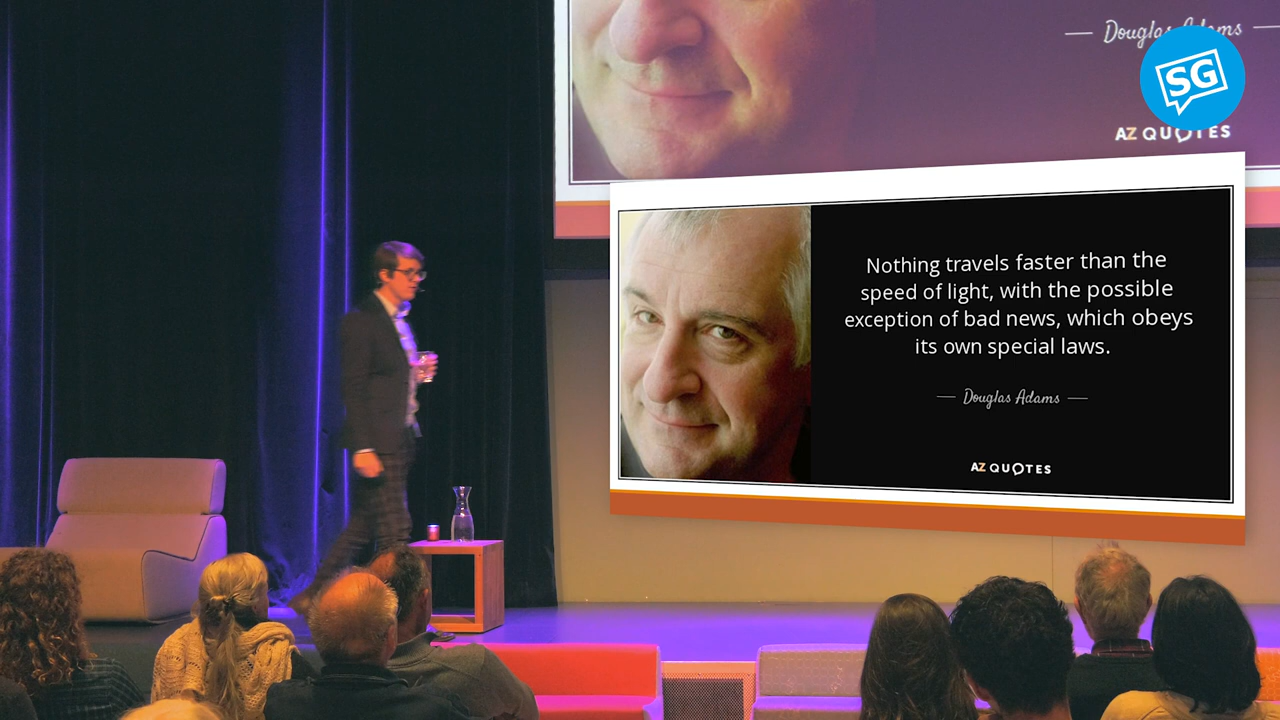 Douglas Adams
SG
AZ QUOTES
Nothing travels faster than the
speed of light, with the possible
exception of bad news, which obeys
its own special laws.
Douglas Adams
AZ QUOTES